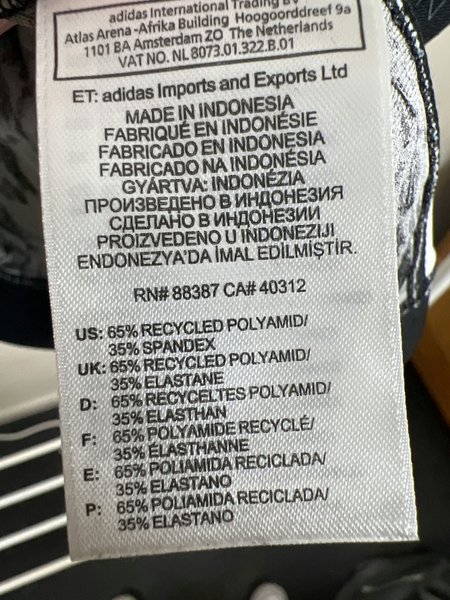 adidas International Trading BV
Atlas Arena -Afrika Building Hoogoorddreef 9a
1101 BA Amsterdam ZO The Netherlands
VAT NO. NL 8073.01.322.B.01
ET: adidas Imports and Exports Ltd
MADE IN INDONESIA
FABRIQUÉ EN INDONÉSIE
FABRICADO EN INDONESIA
FABRICADO NA INDONÉSIA
GYÁRTVA: INDONÉZIA
ПРОИЗВЕДЕНО В ИНДОНЕЗИЯ
СДЕЛАНО В ИНДОНЕЗИИ
PROIZVEDENO U INDONEZIJI
ENDONEZYA'DA İMAL EDİLMİŞTİR.
RN# 88387 CA# 40312
US: 65% RECYCLED POLYAMID/
35% SPANDEX
UK: 65% RECYCLED POLYAMID/
35% ELASTANE
D: 65% RECYCELTES POLYAMID/
35% ELASTHAN
F: 65% POLYAMIDE RECYCLÉ/
35% ÉLASTHANNE
E: 65% POLIAMIDA RECICLADA/
35% ELASTANO
P: 65% POLIAMIDA RECICLADA/
35% ELASTANO